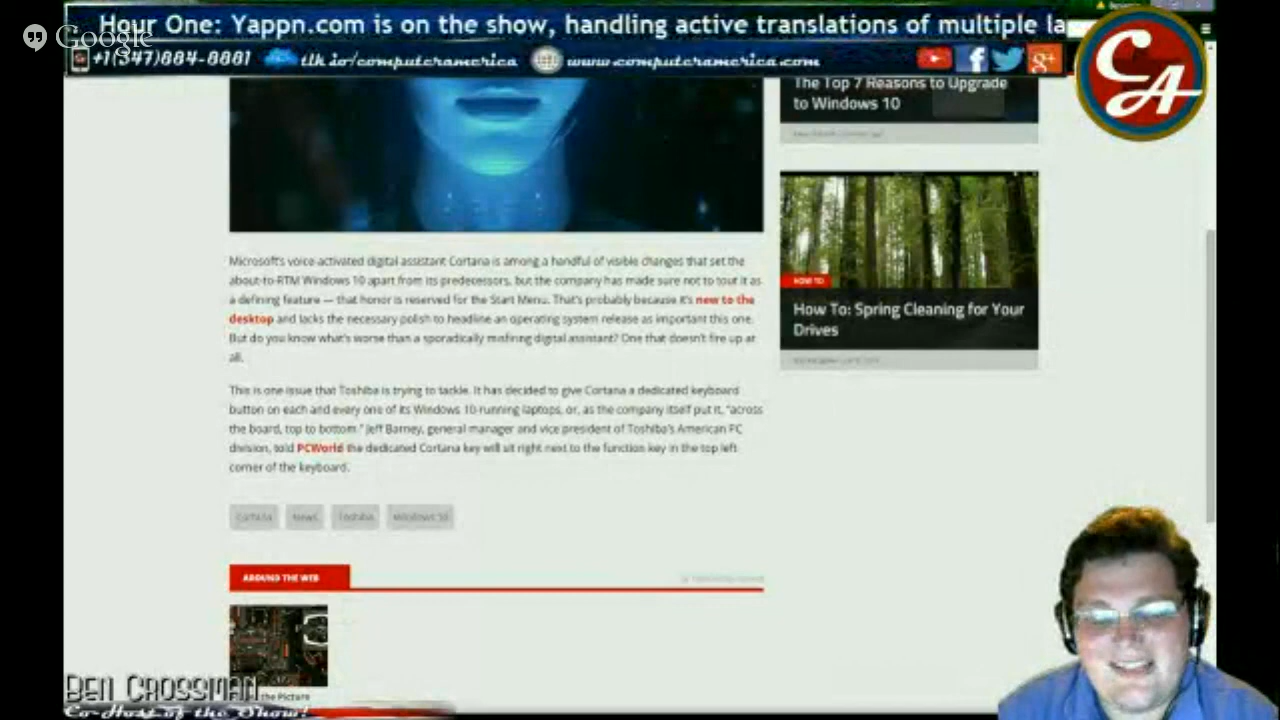 Hour One: Yappn.com is on the show, handling active translations of multiple la
Google
+1(347)884-8881 tlk.io/computeramerica www.computeramerica.com
CA
The Top 7 Reasons to Upgrade
to Windows 10
HOW TO
How To: Spring Cleaning for Your
Drives
Microsoft's voice-activated digital assistant Cortana is among a handful of visible changes that set the
about-to-RTM Windows 10 apart from its predecessors, but the company has made sure not to tout it as
a defining feature — that honor is reserved for the Start Menu. That's probably because it's new to the
desktop and lacks the necessary polish to headline an operating system release as important this one.
But do you know what's worse than a sporadically misfiring digital assistant? One that doesn't fire up at
all.
This is one issue that Toshiba is trying to tackle. It has decided to give Cortana a dedicated keyboard
button on each and every one of its Windows 10-running laptops, or, as the company itself put it, "across
the board, top to bottom." Jeff Barney, general manager and vice president of Toshiba's American PC
division, told PCWorld the dedicated Cortana key will sit right next to the function key in the top left
corner of the keyboard.
Cortana News Toshiba Windows 10
AROUND THE WEB
the Picture
BEN CROSSMAN
Co-Host of the Show!